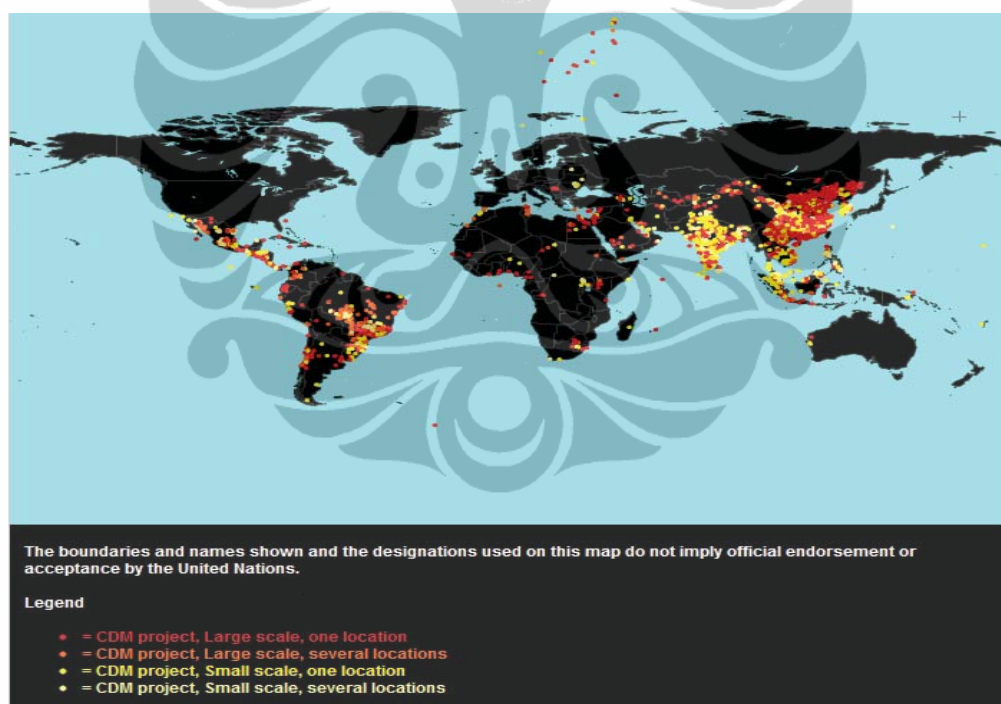 The boundaries and names shown and the designations used on this map do not imply official endorsement or
acceptance by the United Nations.
Legend
= CDM project, Large scale, one location
= CDM project, Large scale, several locations
= CDM project, Small scale, one location
= CDM project, Small scale, several locations